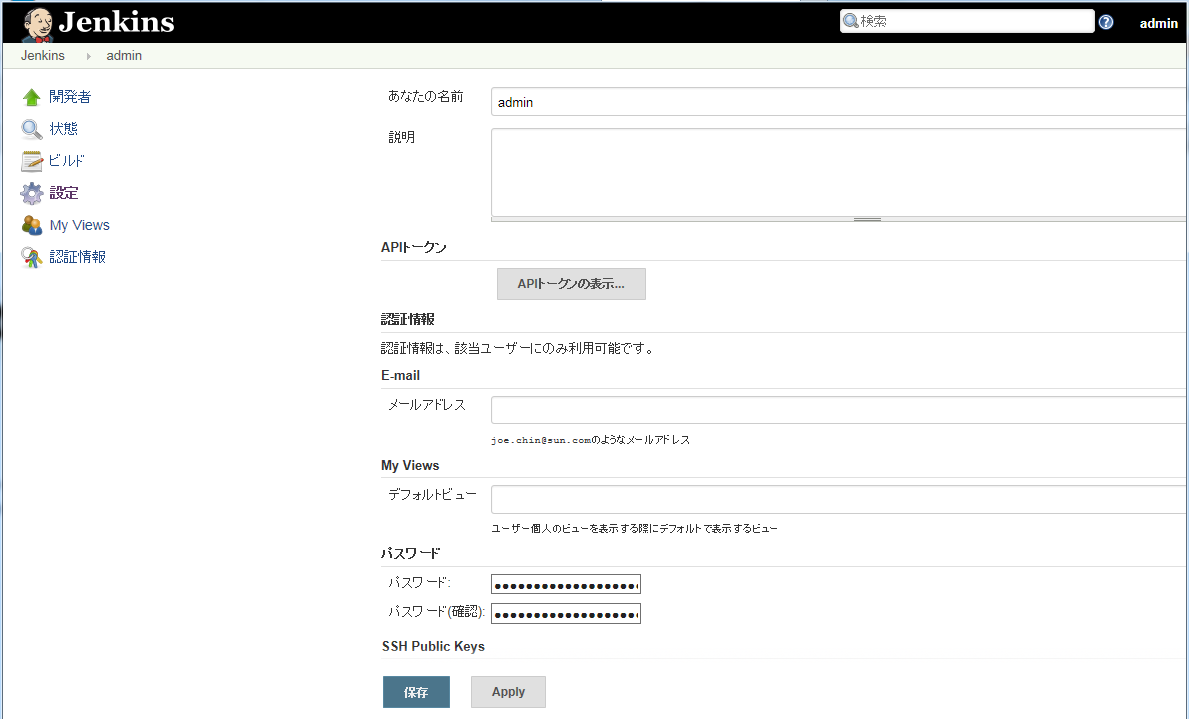 Jenkins
検索
admin
Jenkins
admin
開発者
状態
ビルド
設定
My Views
認証情報
あなたの名前
admin
説明
APIトークン
APIトークンの表示...
認証情報
認証情報は、該当ユーザーにのみ利用可能です。
E-mail
メールアドレス
joe.chin@sun.comのようなメールアドレス
My Views
デフォルトビュー
ユーザー個人のビューを表示する際にデフォルトで表示するビュー
パスワード
パスワード:
パスワード(確認):
SSH Public Keys
保存
Apply